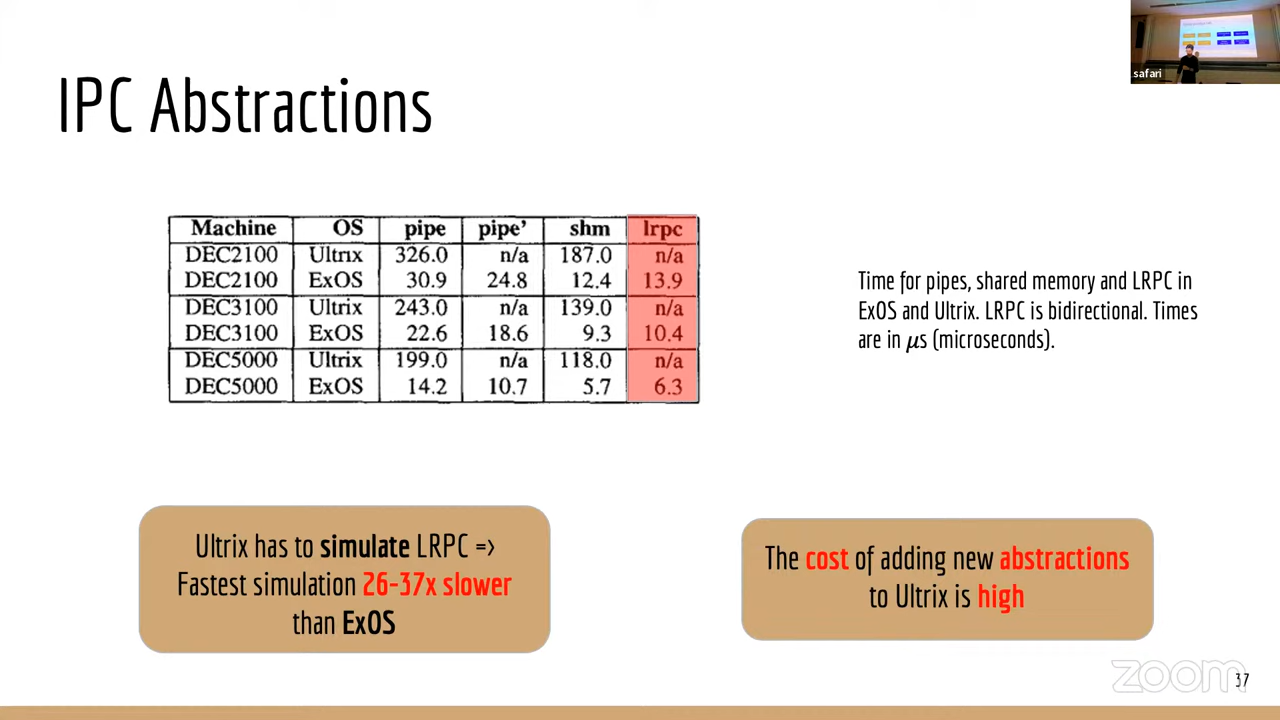 safari
IPC Abstractions
Machine OS pipe pipe' shm lrpc
DEC2100 Ultrix 326.0 n/a 187.0 n/a
DEC2100 ExOS 30.9 24.8 12.4 13.9
DEC3100 Ultrix 243.0 n/a 139.0 n/a
DEC3100 ExOS 22.6 18.6 9.3 10.4
DEC5000 Ultrix 199.0 n/a 118.0 n/a
DEC5000 ExOS 14.2 10.7 5.7 6.3
Time for pipes, shared memory and LRPC in
ExOS and Ultrix. LRPC is bidirectional. Times
are in μs (microseconds).
Ultrix has to simulate LRPC =>
Fastest simulation 26-37x slower
than ExOS
The cost of adding new abstractions
to Ultrix is high
zoom
37